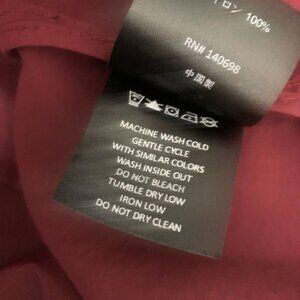 ロン 100%
RN# 140698
中國製
MACHINE WASH COLD
GENTLE CYCLE
WITH SIMILAR COLORS
WASH INSIDE OUT
DO NOT BLEACH
TUMBLE DRY LOW
IRON LOW
DO NOT DRY CLEAN